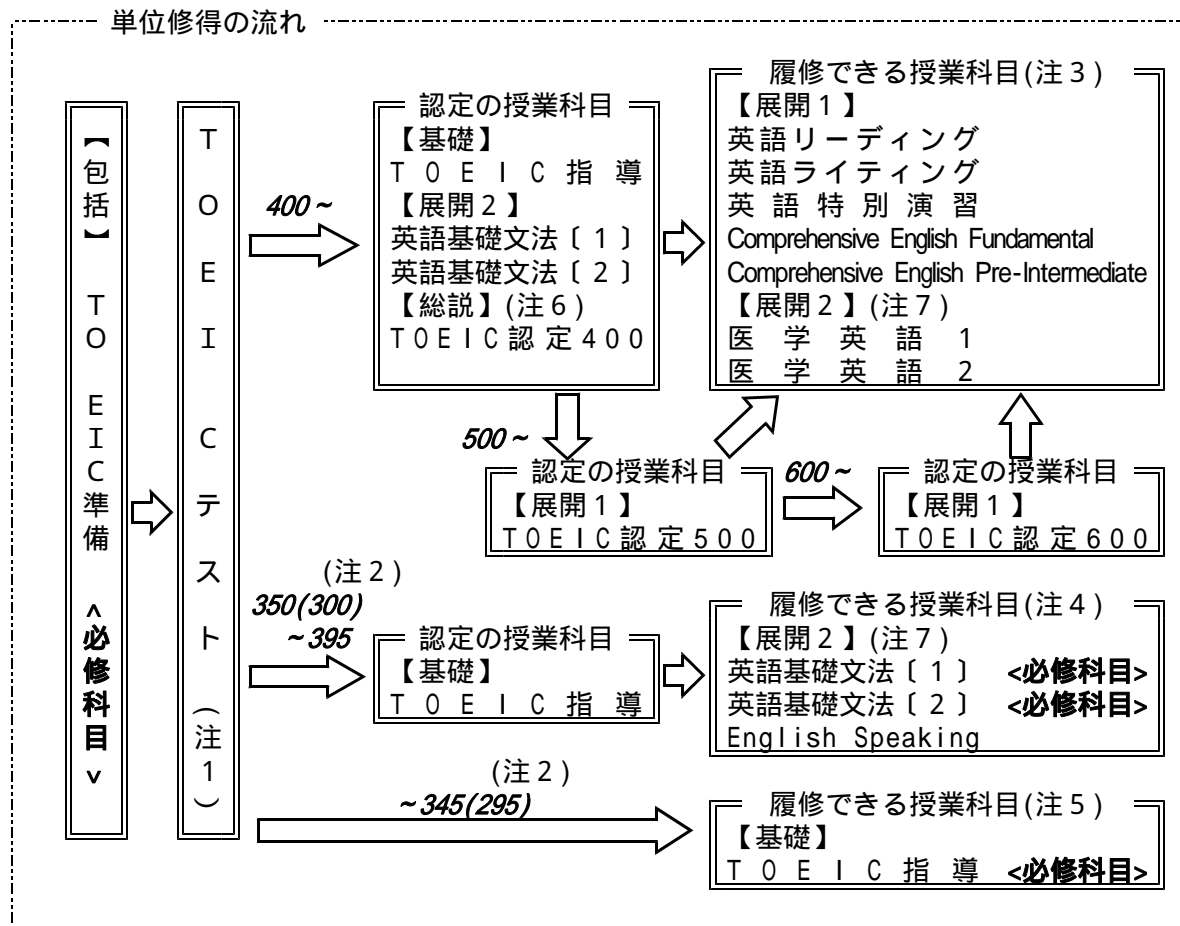 単位修得の流れ
【包括】 TOEIC準備 <必修科目>
TOEICテスト(注1)
400~
認定の授業科目
【基礎】
TOEIC指導
【展開2】
英語基礎文法〔1〕
英語基礎文法〔2〕
【総説】(注6)
TOEIC認定400
履修できる授業科目(注3)
【展開1】
英語リーディング
英語ライティング
英語特別演習
Comprehensive English Fundamental
Comprehensive English Pre-Intermediate
【展開2】(注7)
医学英語1
医学英語2
500~
認定の授業科目
【展開1】
TOEIC認定500
600~
認定の授業科目
【展開1】
TOEIC認定600
(注2)
350(300)
~395
認定の授業科目
【基礎】
TOEIC指導
履修できる授業科目(注4)
【展開2】(注7)
英語基礎文法〔1〕 <必修科目>
英語基礎文法〔2〕 <必修科目>
English Speaking
(注2)
~345(295)
履修できる授業科目(注5)
【基礎】
TOEIC指導 <必修科目>